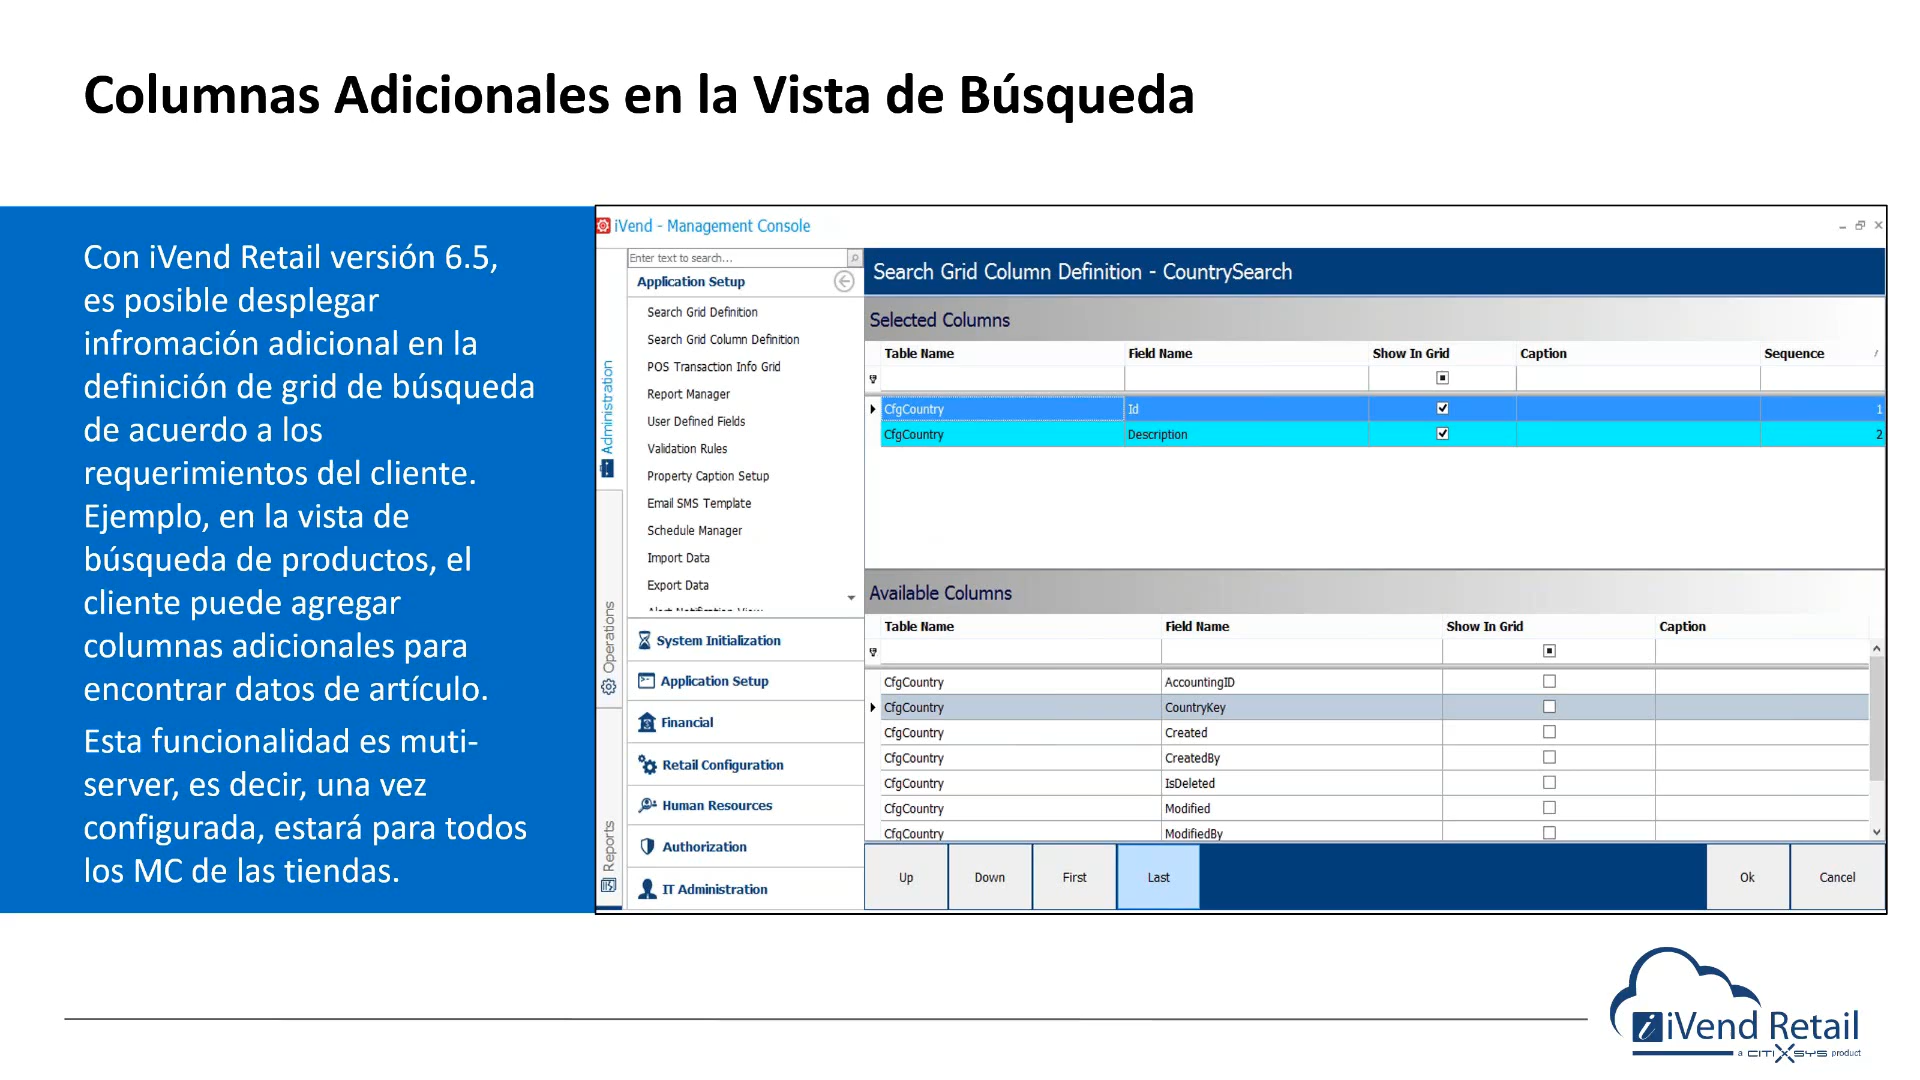 Columnas Adicionales en la Vista de Búsqueda
Con iVend Retail versión 6.5,
es posible desplegar
infromación adicional en la
definición de grid de búsqueda
de acuerdo a los
requerimientos del cliente.
Ejemplo, en la vista de
búsqueda de productos, el
cliente puede agregar
columnas adicionales para
encontrar datos de artículo.
Esta funcionalidad es muti-
server, es decir, una vez
configurada, estará para todos
los MC de las tiendas.
iVend - Management Console
Administration
Operations
Reports
Enter text to search...
Application Setup
Search Grid Definition
Search Grid Column Definition
POS Transaction Info Grid
Report Manager
User Defined Fields
Validation Rules
Property Caption Setup
Email SMS Template
Schedule Manager
Import Data
Export Data
Alert Notification View
System Initialization
Application Setup
Financial
Retail Configuration
Human Resources
Authorization
IT Administration
Search Grid Column Definition - CountrySearch
Selected Columns
Table Name Field Name Show In Grid Caption Sequence
CfgCountry Id 1
CfgCountry Description 2
Available Columns
Table Name Field Name Show In Grid Caption
CfgCountry AccountingID
CfgCountry CountryKey
CfgCountry Created
CfgCountry CreatedBy
CfgCountry IsDeleted
CfgCountry Modified
CfgCountry ModifiedBy
Up Down First Last Ok Cancel
iVend Retail
a CITIXSYS product